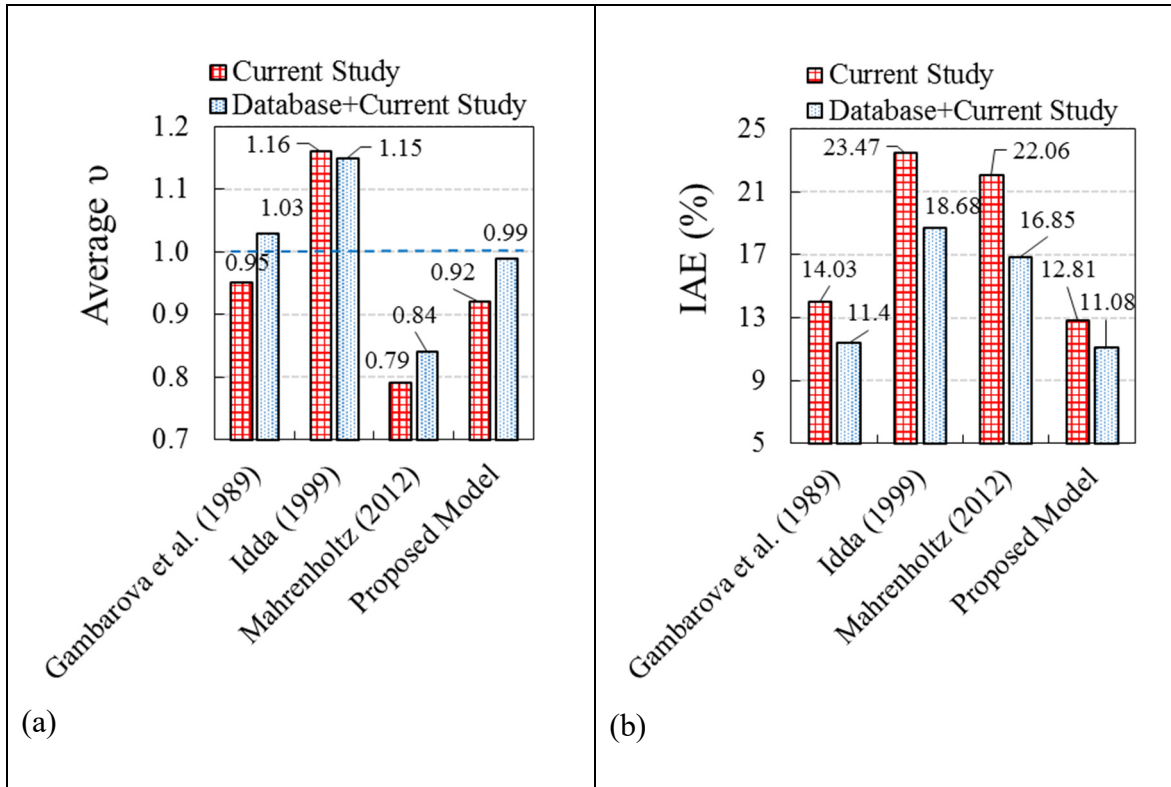 Current Study
Database+Current Study
Average υ
1.2
1.1
1.0
0.9
0.8
0.7
0.95
1.03
1.16
1.15
0.79
0.84
0.92
0.99
Gambarova et al. (1989)
Idda (1999)
Mahrenholtz (2012)
Proposed Model
(a)
Current Study
Database+Current Study
IAE (%)
25
21
17
13
9
5
14.03
11.4
23.47
18.68
22.06
16.85
12.81
11.08
Gambarova et al. (1989)
Idda (1999)
Mahrenholtz (2012)
Proposed Model
(b)